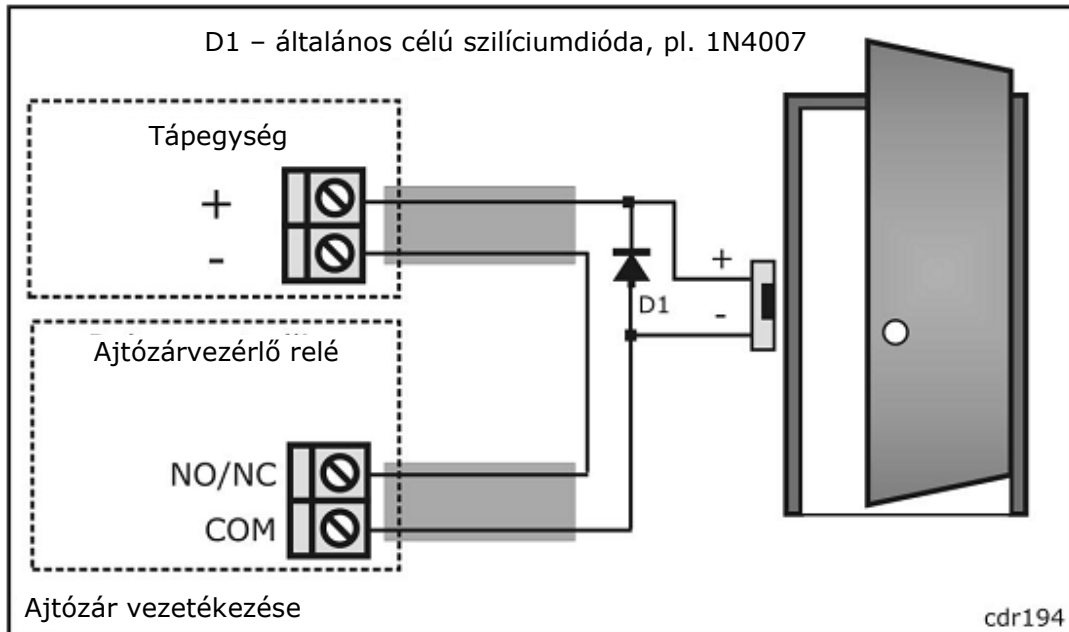 D1 – általános célú szilíciumdióda, pl. 1N4007
Tápegység
+
-
+
-
D1
Ajtózárvezérlő relé
NO/NC
COM
Ajtózár vezetékezése
cdr194